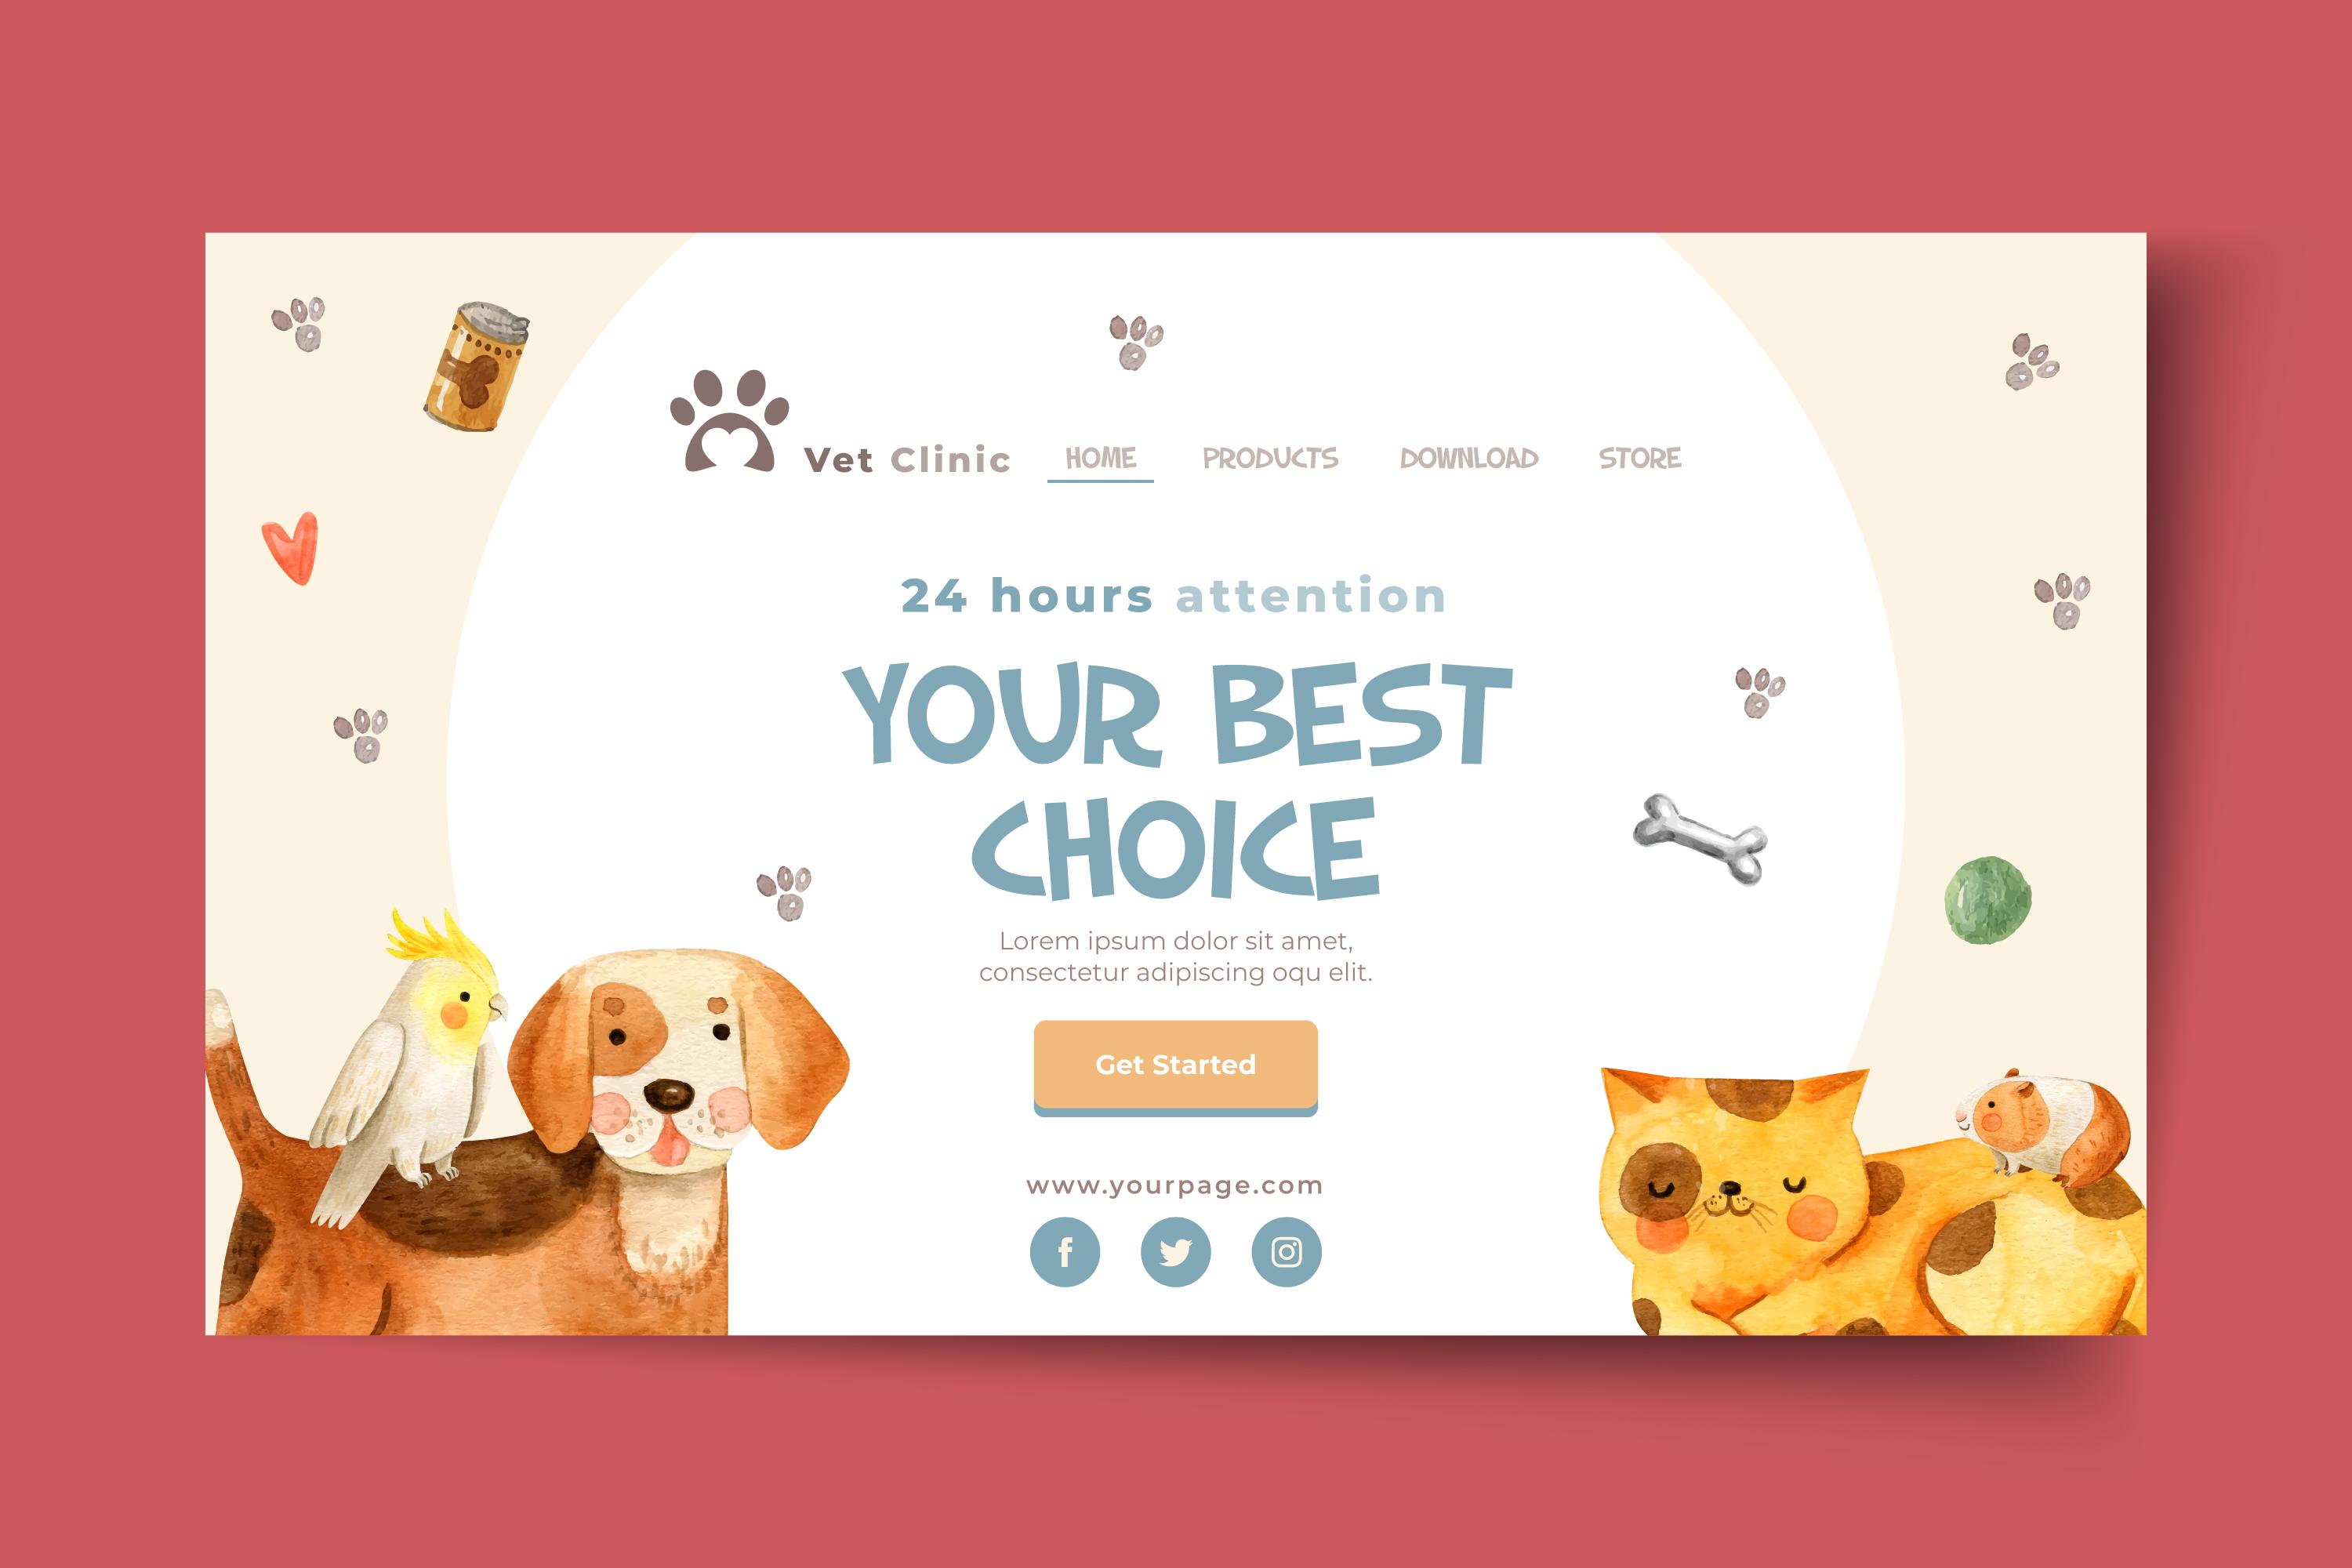 Vet Clinic HOME PRODUCTS DOWNLOAD STORE
24 hours attention
YOUR BEST
CHOICE
Lorem ipsum dolor sit amet,
consectetur adipiscing oqu elit.
Get Started
www.yourpage.com